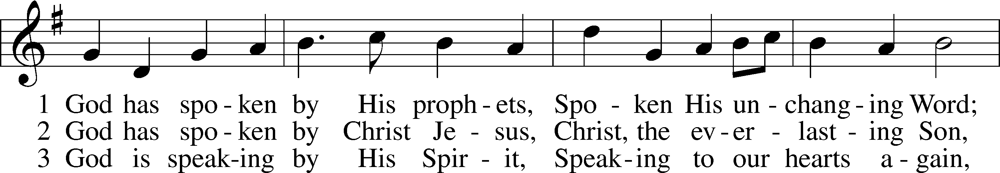 1 God has spo - ken by His proph - ets, Spo - ken His un - chang - ing Word;
2 God has spo - ken by Christ Je - sus, Christ, the ev - er - last - ing Son,
3 God is speak - ing by His Spir - it, Speak - ing to our hearts a - gain,